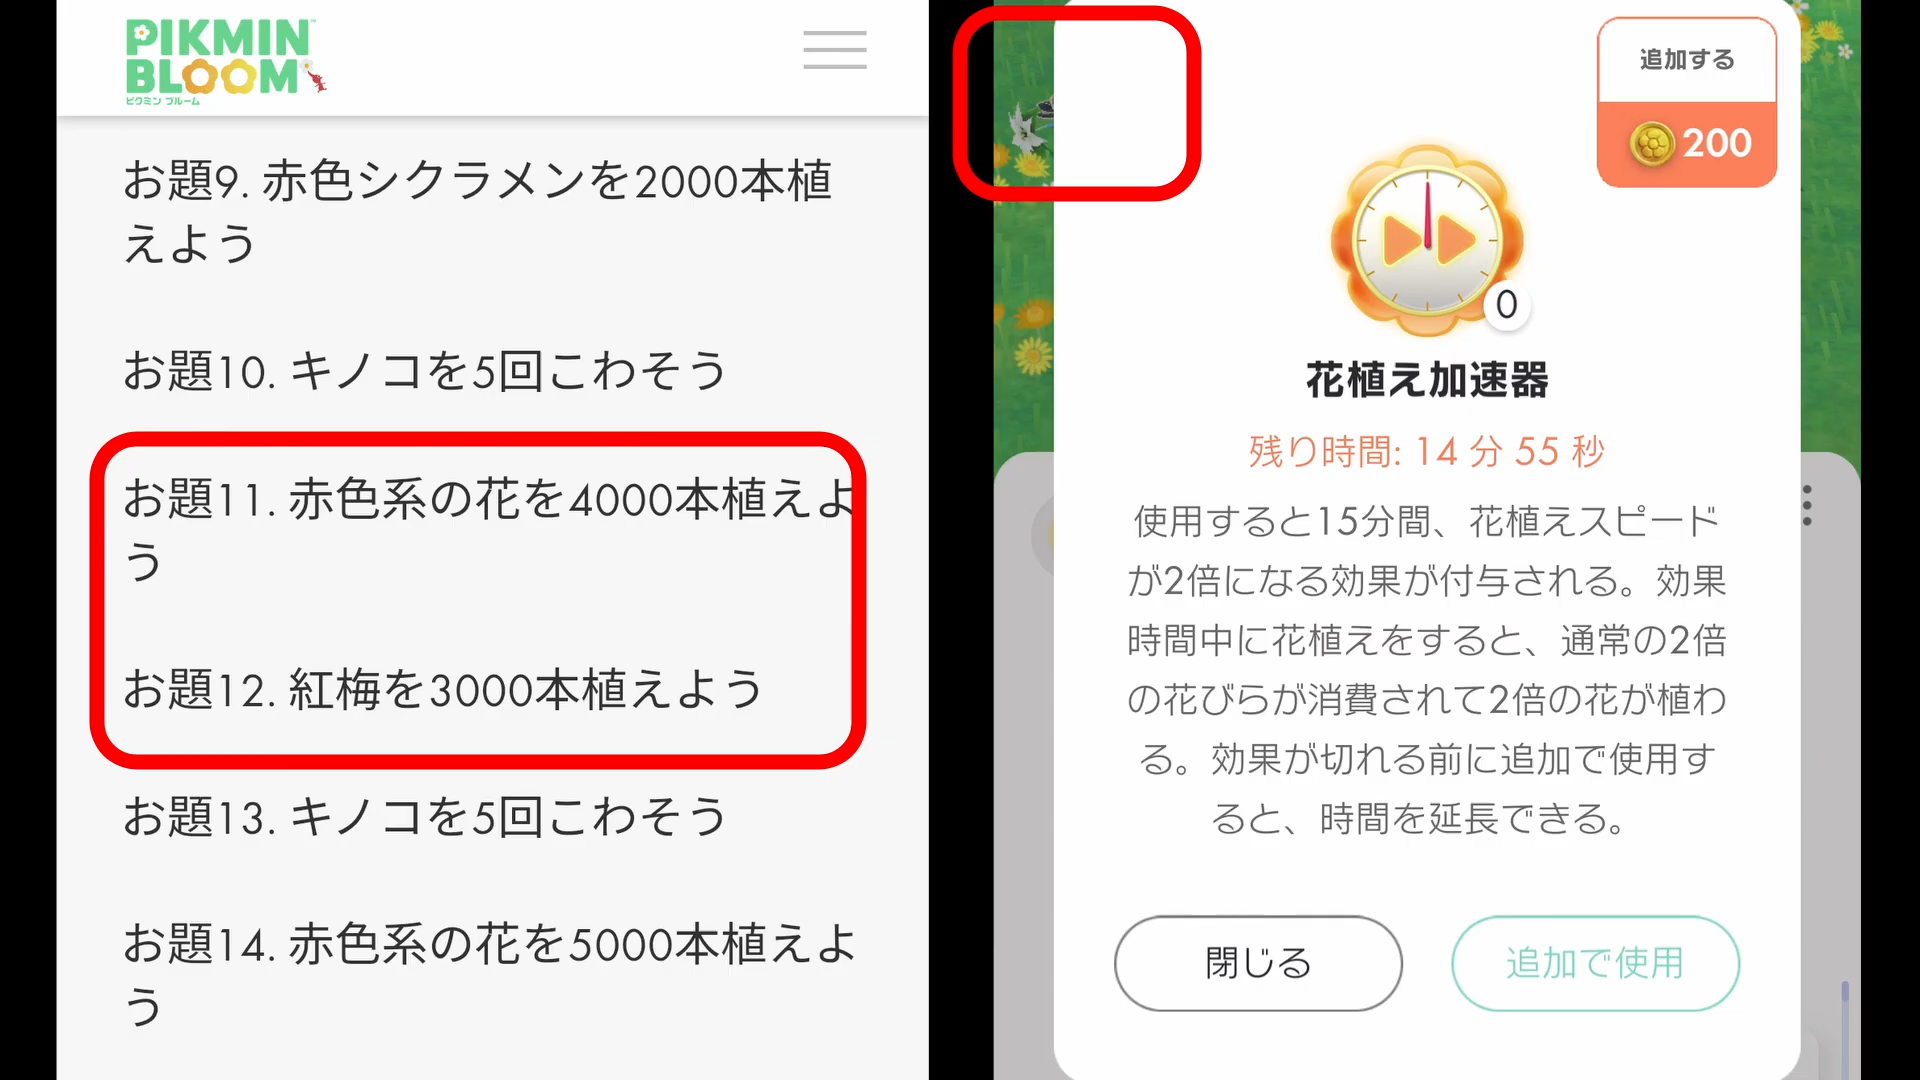 PIKMIN
BLOOM
ピクミン ブルーム
お題9. 赤色シクラメンを2000本植
えよう
お題10. キノコを5回こわそう
お題11. 赤色系の花を4000本植えよ
う
お題12. 紅梅を3000本植えよう
お題13. キノコを5回こわそう
お題14. 赤色系の花を5000本植えよ
う
追加する
200
0
花植え加速器
残り時間: 14 分 55 秒
使用すると15分間、花植えスピード
が2倍になる効果が付与される。効果
時間中に花植えをすると、通常の2倍
の花びらが消費されて2倍の花が植わ
る。効果が切れる前に追加で使用す
ると、時間を延長できる。
閉じる
追加で使用